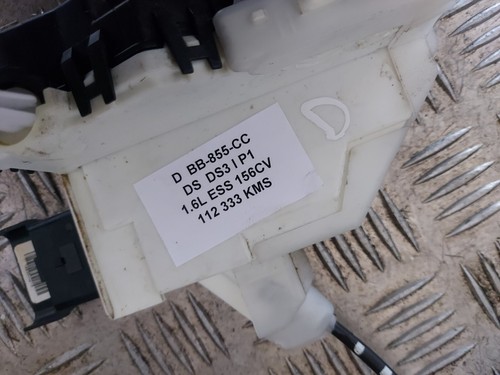 D BB-855-CC
DS DS3 I P1
1.6L ESS 156CV
112 333 KMS
D